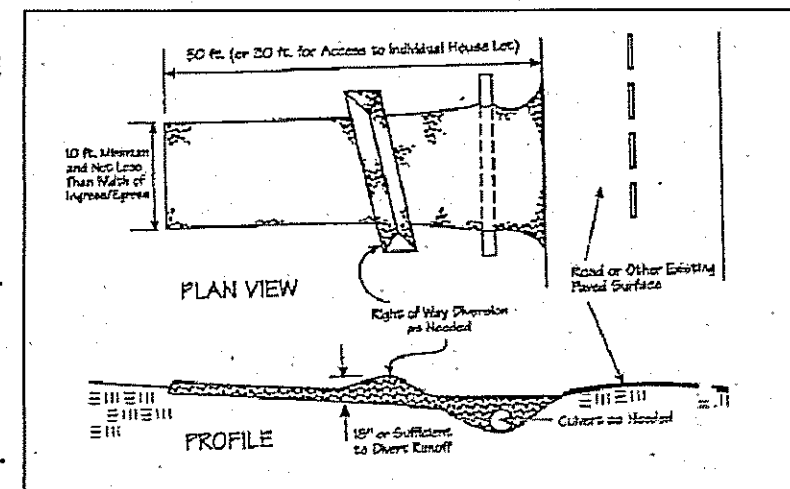 50 ft. (or 20 ft. for Access to Individual House Lot)
10 ft. Minimum
and Not Less
Than Width of
Ingress/Egress
PLAN VIEW
Road or Other Existing
Paved Surface
Right of Way Diversion
as Needed
18" or Sufficient
to Divert Runoff
Culvert as Needed
PROFILE